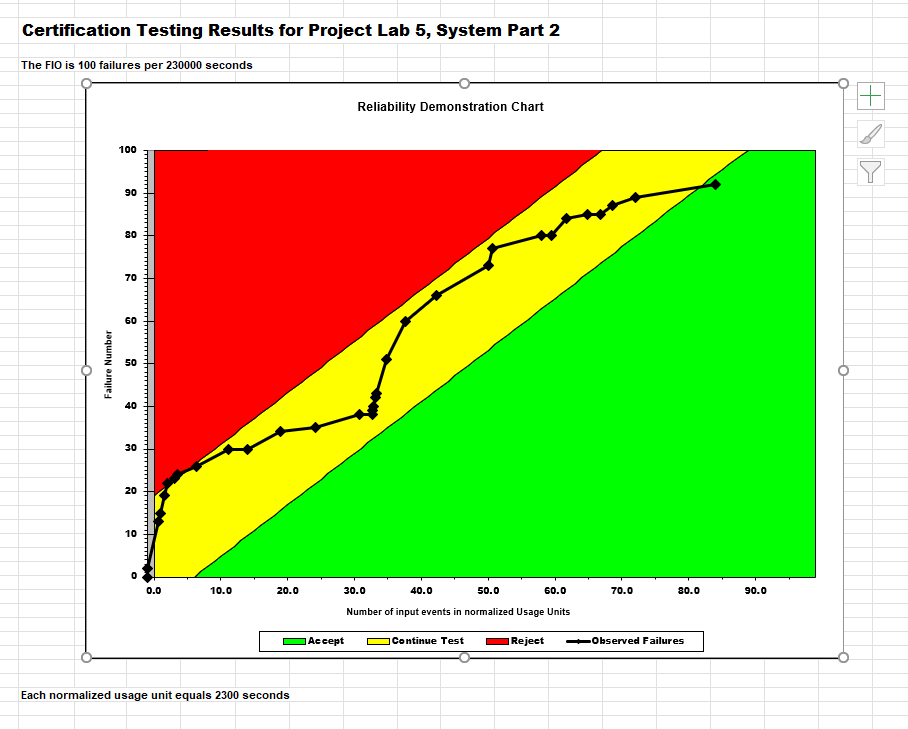 Certification Testing Results for Project Lab 5, System Part 2
The FIO is 100 failures per 230000 seconds
Reliability Demonstration Chart
100
90
80
70
60
50
40
30
20
10
0
Failure Number
0.0 10.0 20.0 30.0 40.0 50.0 60.0 70.0 80.0 90.0
Number of input events in normalized Usage Units
Accept Continue Test Reject Observed Failures
Each normalized usage unit equals 2300 seconds